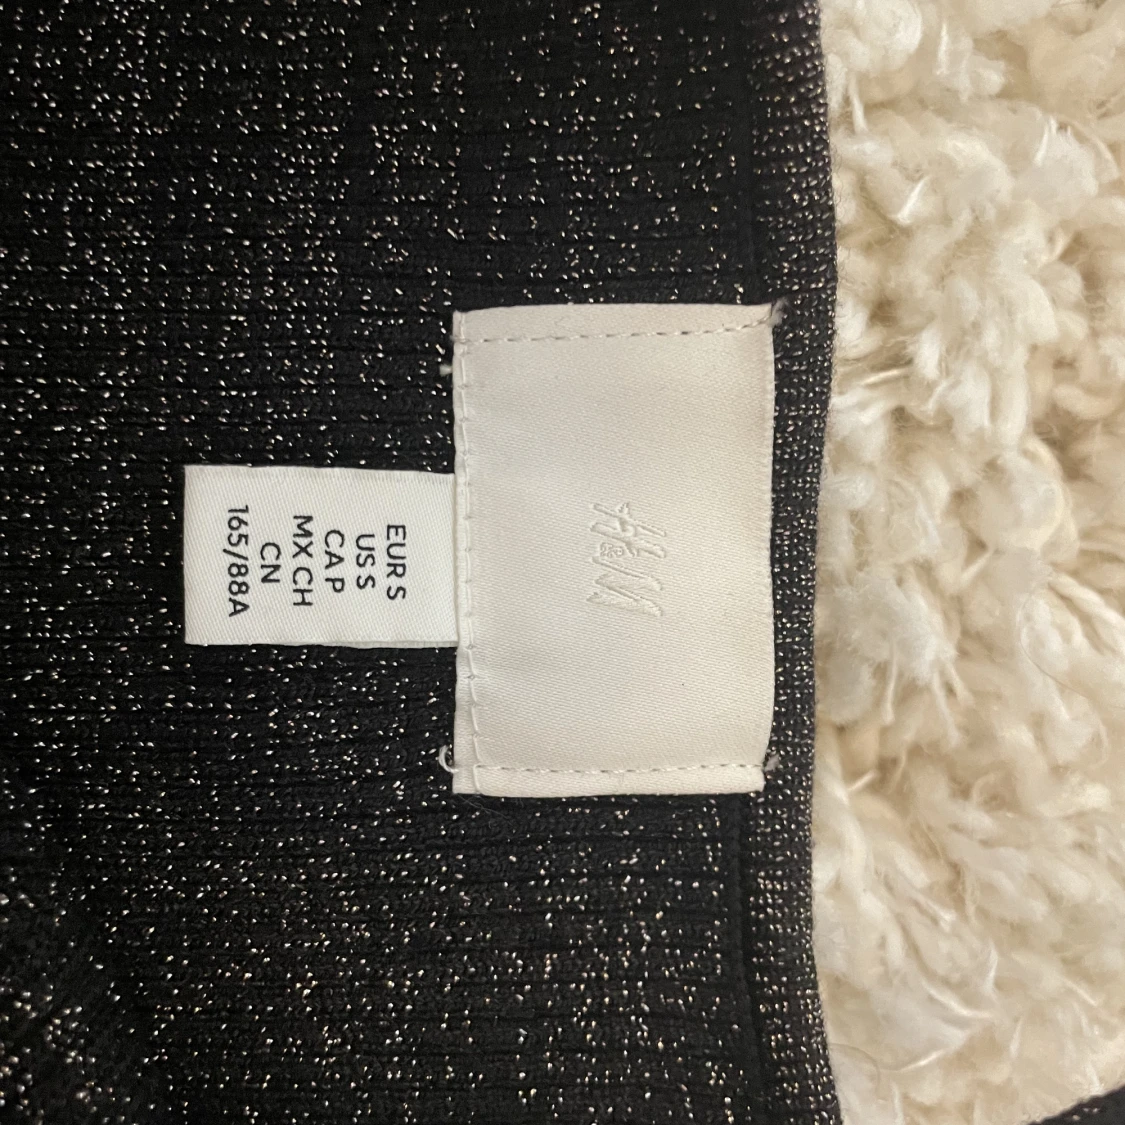 H&M
EUR S
US S
CA P
MX CH
CN
165/88A